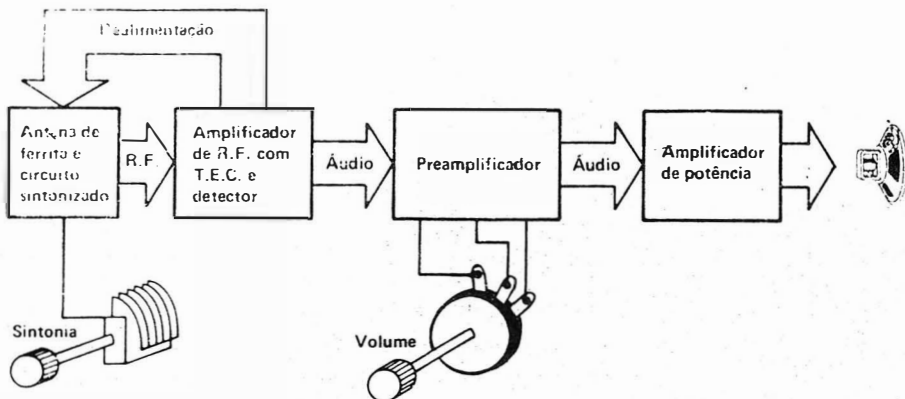 Realimentação
Antena de
ferrita e
circuito
sintonizado
R.F.
Amplificador
de R.F. com
T.E.C. e
detector
Áudio
Preamplificador
Áudio
Amplificador
de potência
Sintonia
Volume